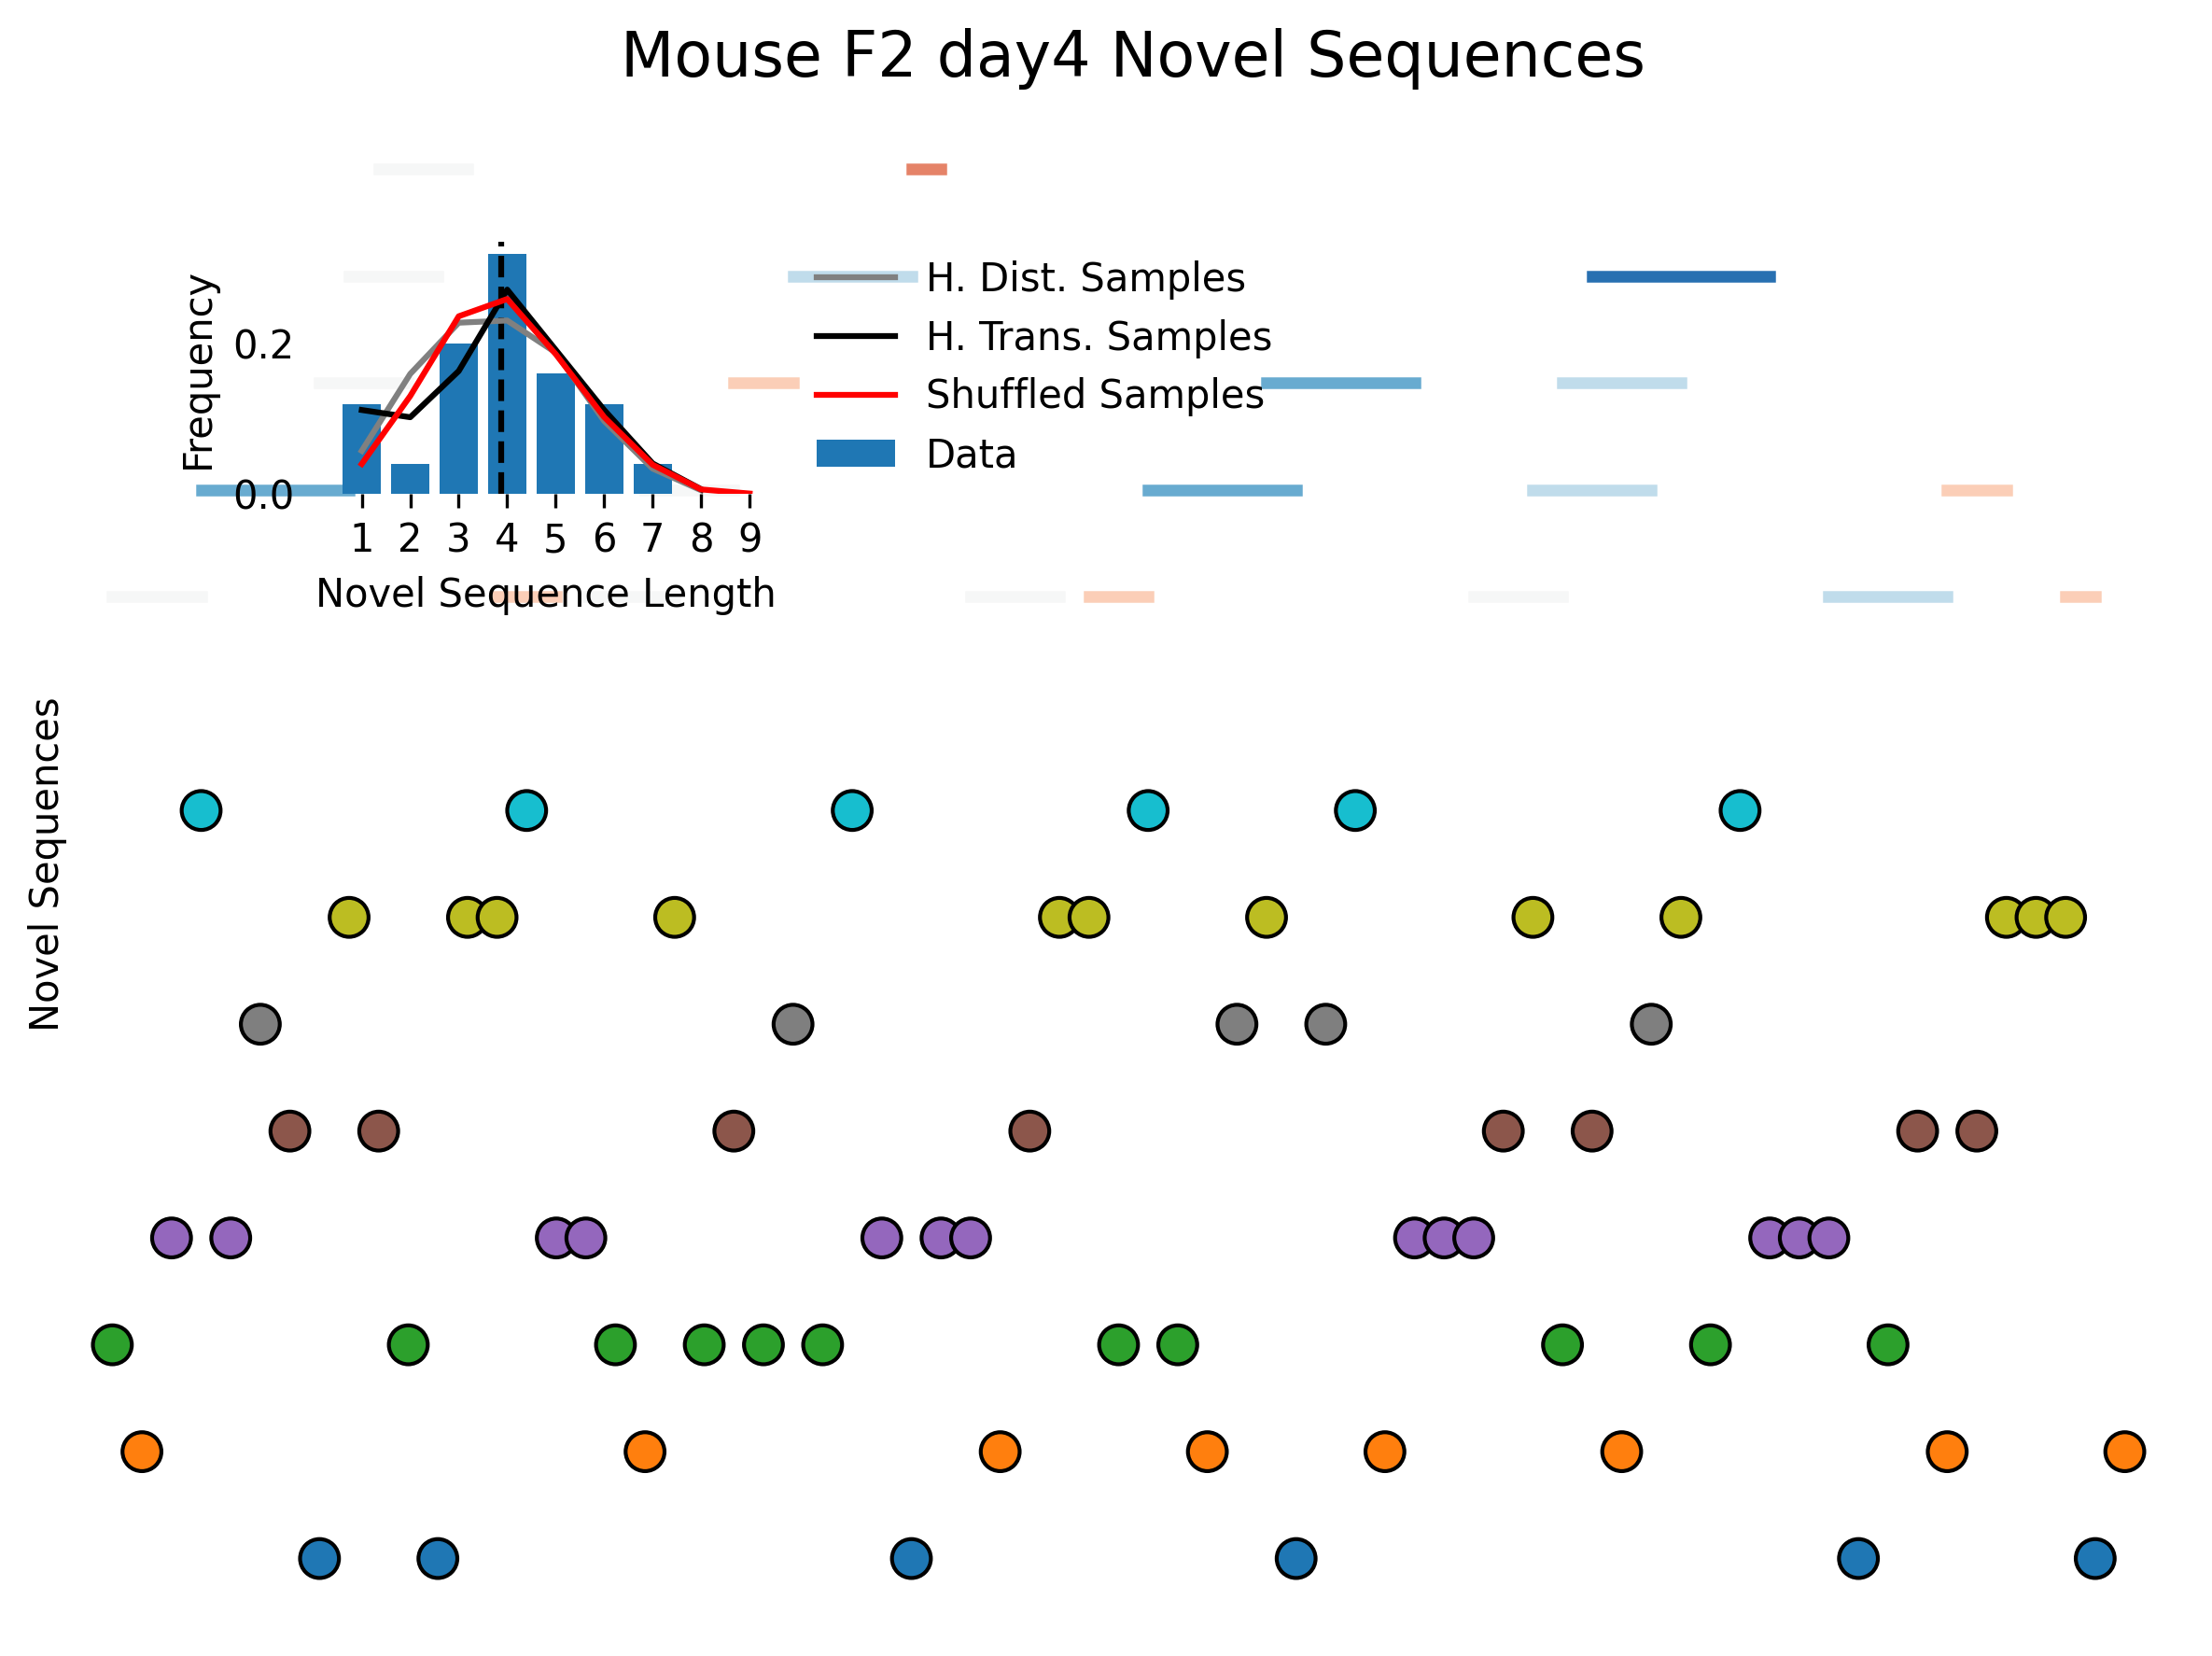 Mouse F2 day4 Novel Sequences
Frequency
0.2
0.0
1 2 3 4 5 6 7 8 9
Novel Sequence Length
H. Dist. Samples
H. Trans. Samples
Shuffled Samples
Data
Novel Sequences